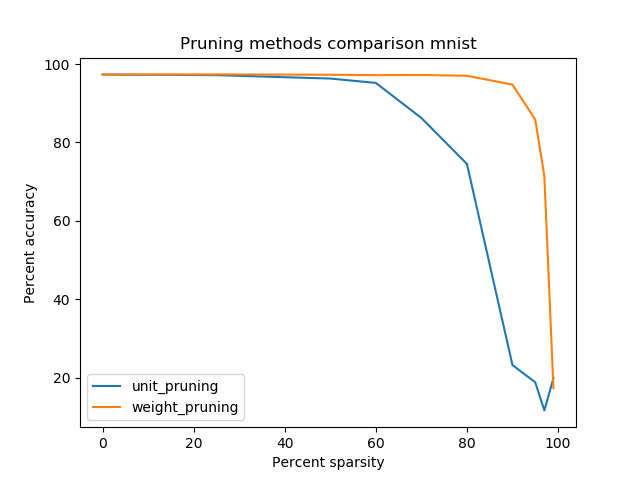 Pruning methods comparison mnist
100
80
60
40
20
Percent accuracy
unit_pruning
weight_pruning
0 20 40 60 80 100
Percent sparsity